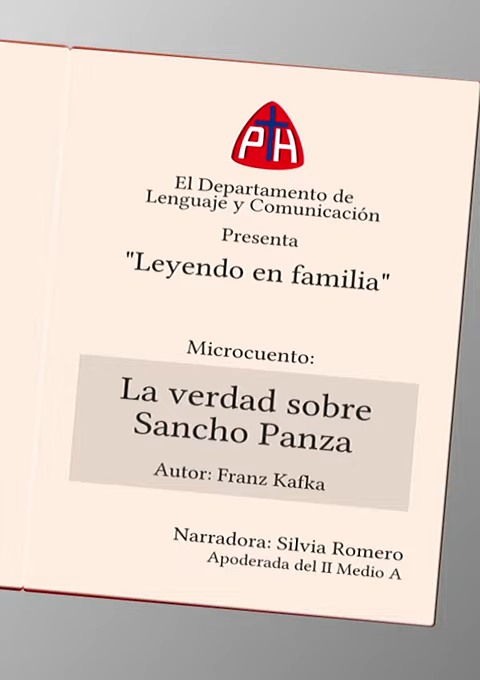 PH
El Departamento de
Lenguaje y Comunicación
Presenta
"Leyendo en familia"
Microcuento:
La verdad sobre
Sancho Panza
Autor: Franz Kafka
Narradora: Silvia Romero
Apoderada del II Medio A